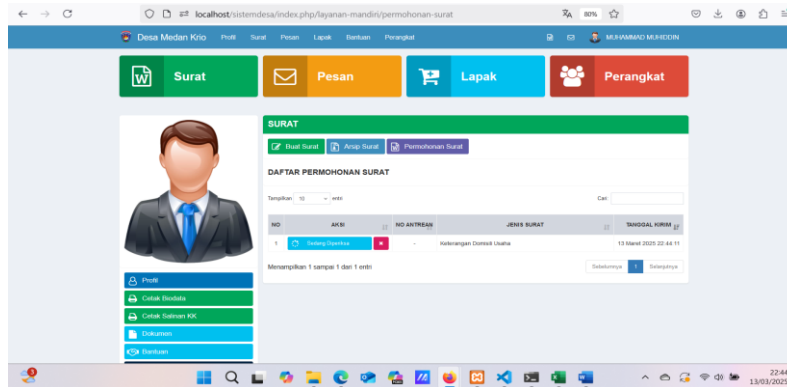 localhost/sistemdesa/index.php/layanan-mandiri/permohonan-surat 80%
Desa Medan Krio Profil Surat Pesan Lapak Bantuan Perangkat MUHAMMAD MUHIDDIN
Surat Pesan Lapak Perangkat
SURAT
Buat Surat Arsip Surat Permohonan Surat
DAFTAR PERMOHONAN SURAT
Tampilkan 10 entri Cari:
NO AKSI NO ANTREAN JENIS SURAT TANGGAL KIRIM
1 Sedang Diperiksa - Keterangan Domisili Usaha 13 Maret 2025 22:44:11
Menampilkan 1 sampai 1 dari 1 entri Sebelumnya 1 Selanjutnya
Profil
Cetak Biodata
Cetak Salinan KK
Dokumen
Bantuan
22:44
13/03/2025